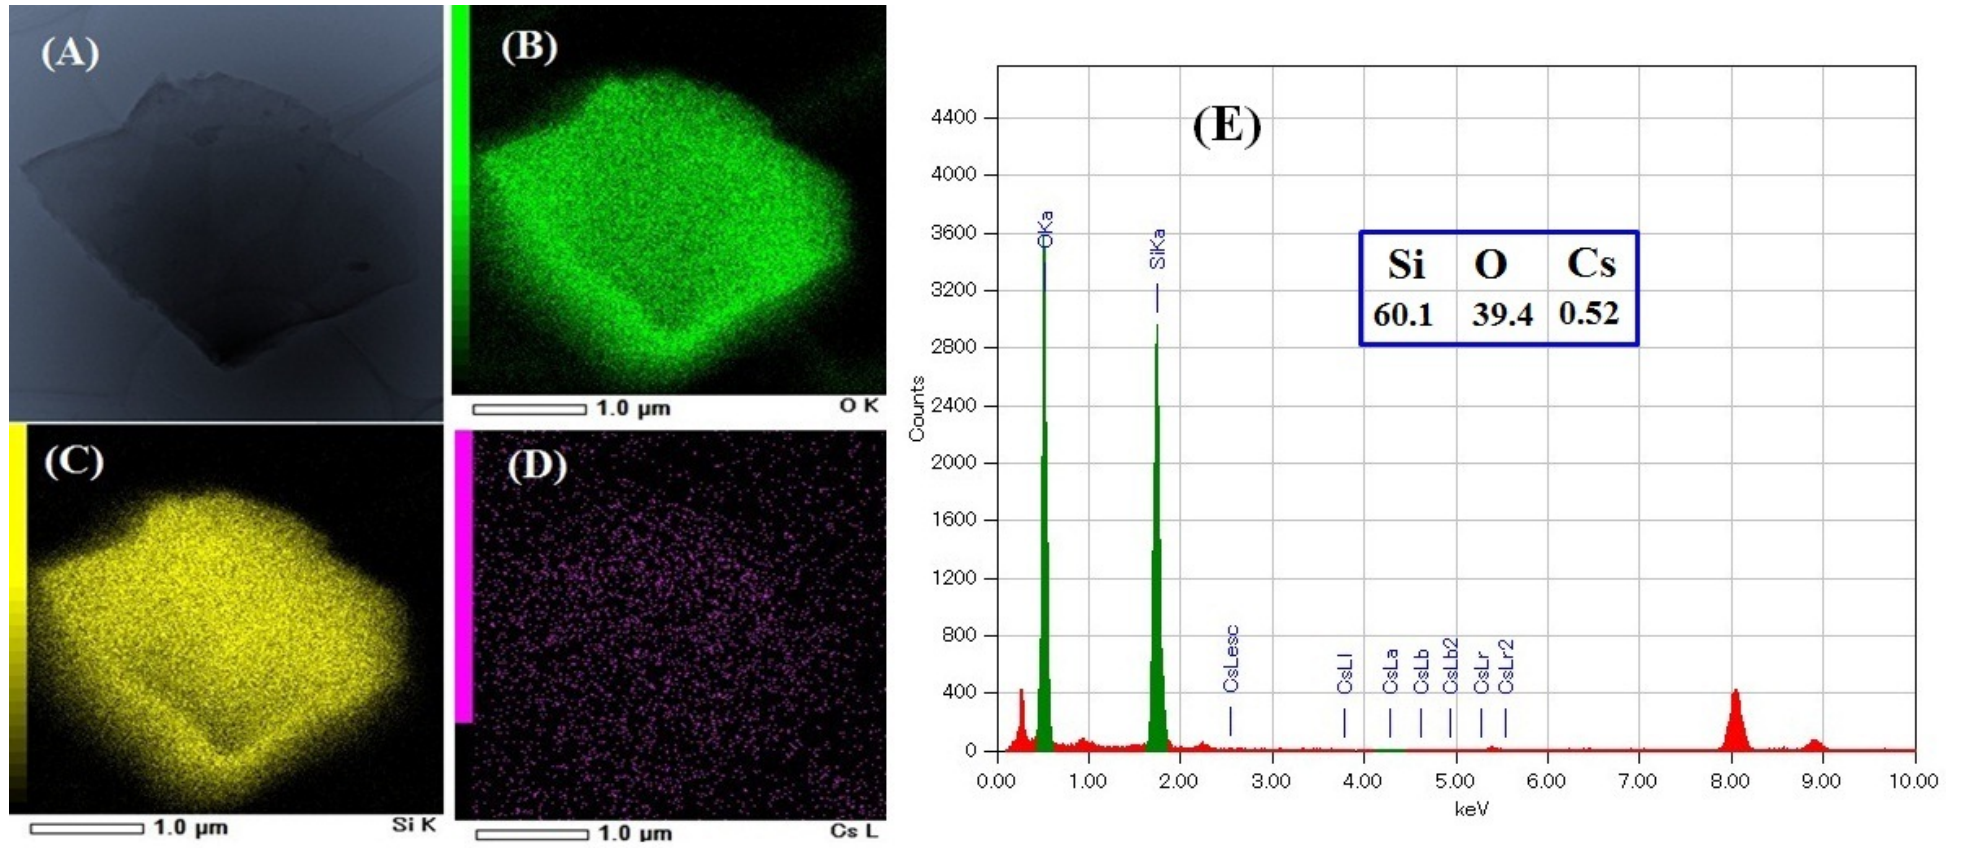 (A)
(B)
1.0 µm
O K
(C)
1.0 µm
Si K
(D)
1.0 µm
Cs L
(E)
Counts
4400
4000
3600
3200
2800
2400
2000
1600
1200
800
400
0
OKa
SiKa
CsLesc
CsLl
CsLa
CsLb
CsLb2
CsLr
CsLr2
Si O Cs
60.1 39.4 0.52
0.00 1.00 2.00 3.00 4.00 5.00 6.00 7.00 8.00 9.00 10.00
keV